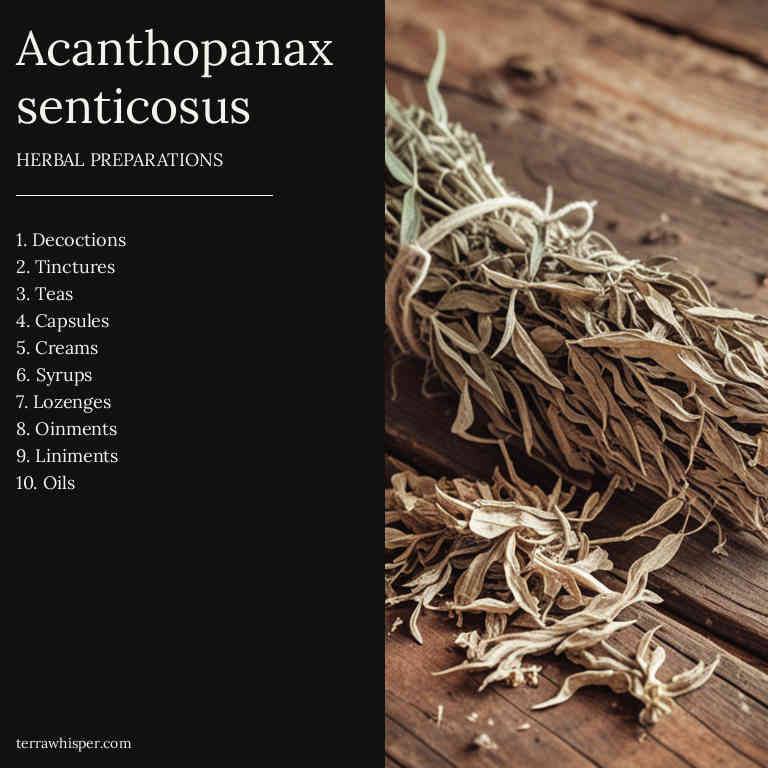 Acanthopanax
senticosus
HERBAL PREPARATIONS
1. Decoctions
2. Tinctures
3. Teas
4. Capsules
5. Creams
6. Syrups
7. Lozenges
8. Oinments
9. Liniments
10. Oils
terrawhisper.com